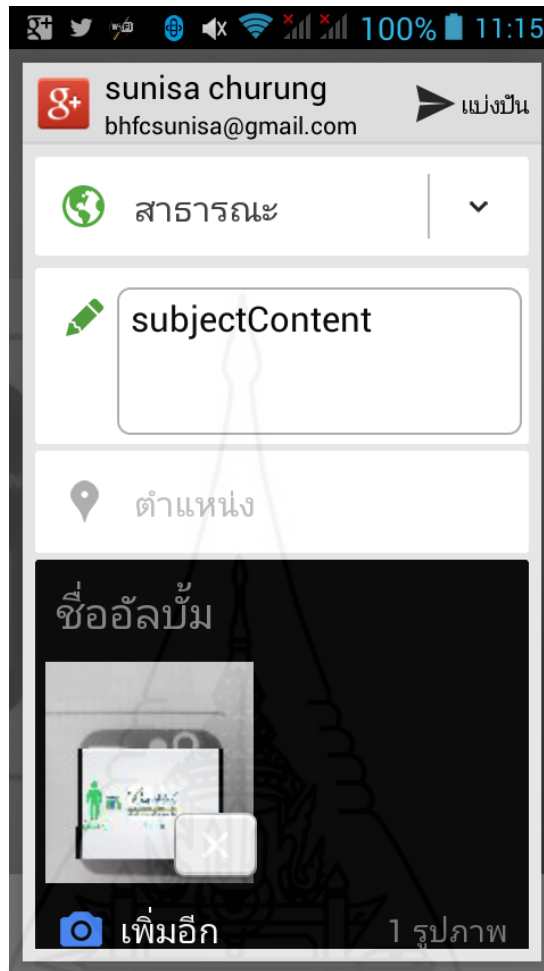 100% 11:15
sunisa churung
bhfcsunisa@gmail.com
แบ่งปัน
สาธารณะ
subjectContent
ตำแหน่ง
ชื่ออัลบั้ม
เพิ่มอีก
1 รูปภาพ